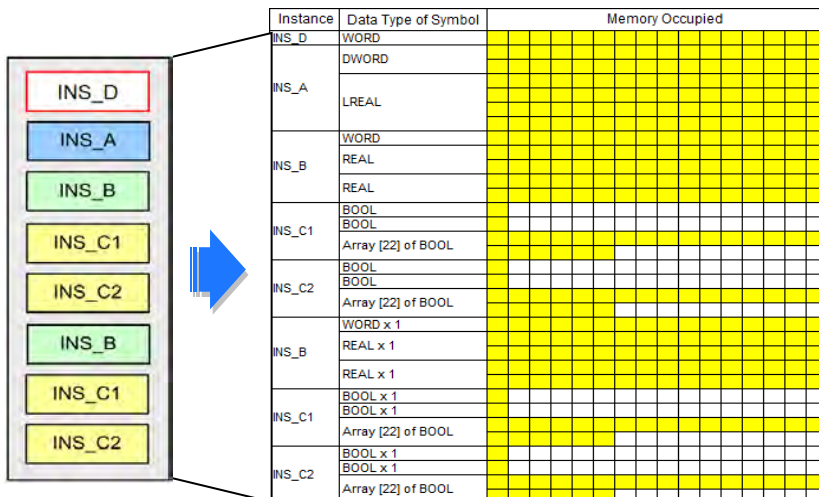 INS_D
INS_A
INS_B
INS_C1
INS_C2
INS_B
INS_C1
INS_C2
Instance Data Type of Symbol Memory Occupied
INS_D WORD
INS_A DWORD
LREAL
INS_B WORD
REAL
REAL
INS_C1 BOOL
BOOL
Array [22] of BOOL
INS_C2 BOOL
BOOL
Array [22] of BOOL
INS_B WORD x 1
REAL x 1
REAL x 1
INS_C1 BOOL x 1
BOOL x 1
Array [22] of BOOL
INS_C2 BOOL x 1
BOOL x 1
Array [22] of BOOL